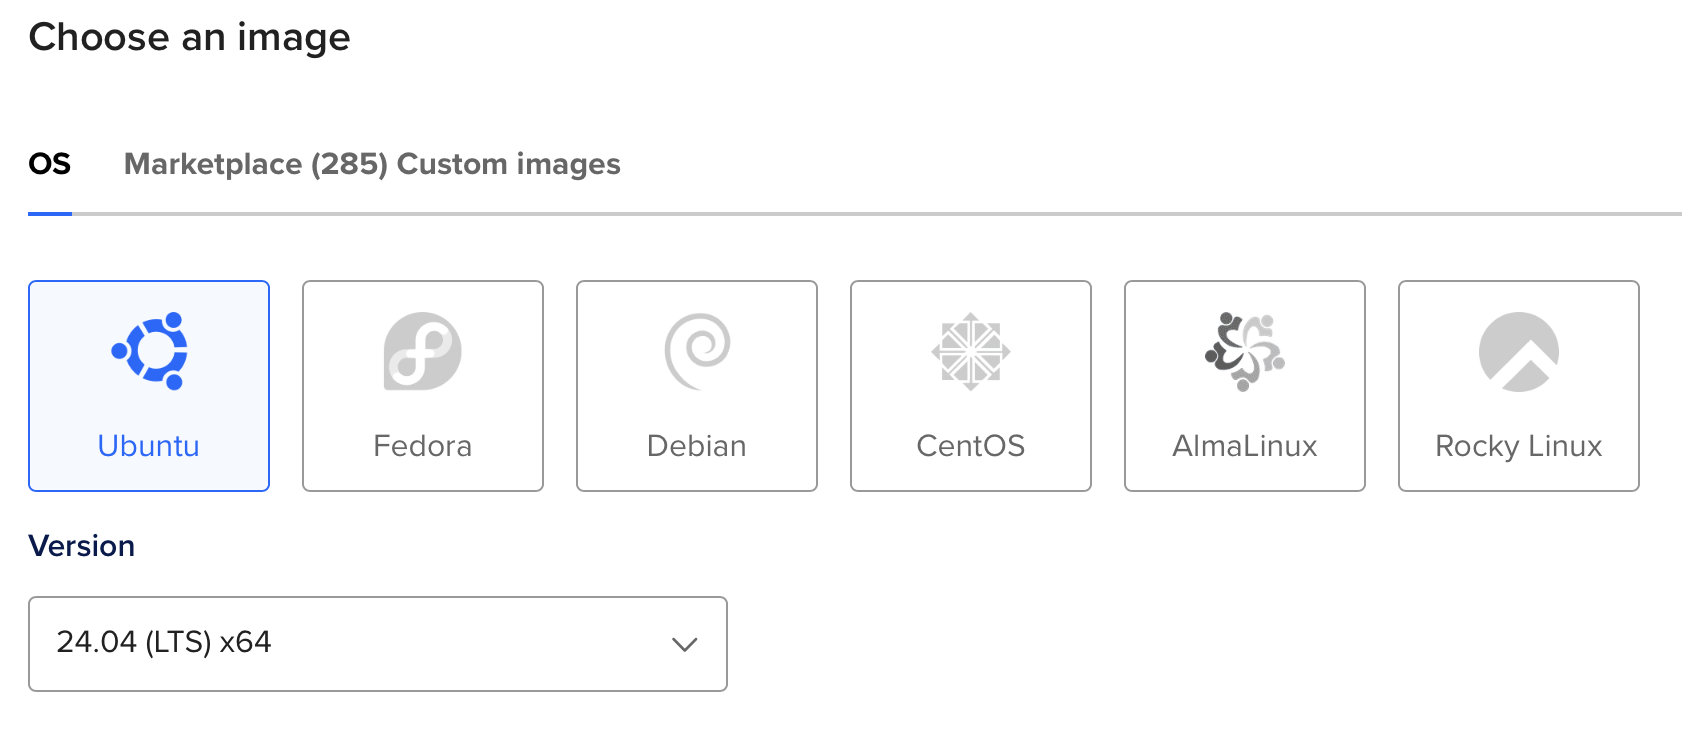 Choose an image
OS Marketplace (285) Custom images
Ubuntu Fedora Debian CentOS AlmaLinux Rocky Linux
Version
24.04 (LTS) x64